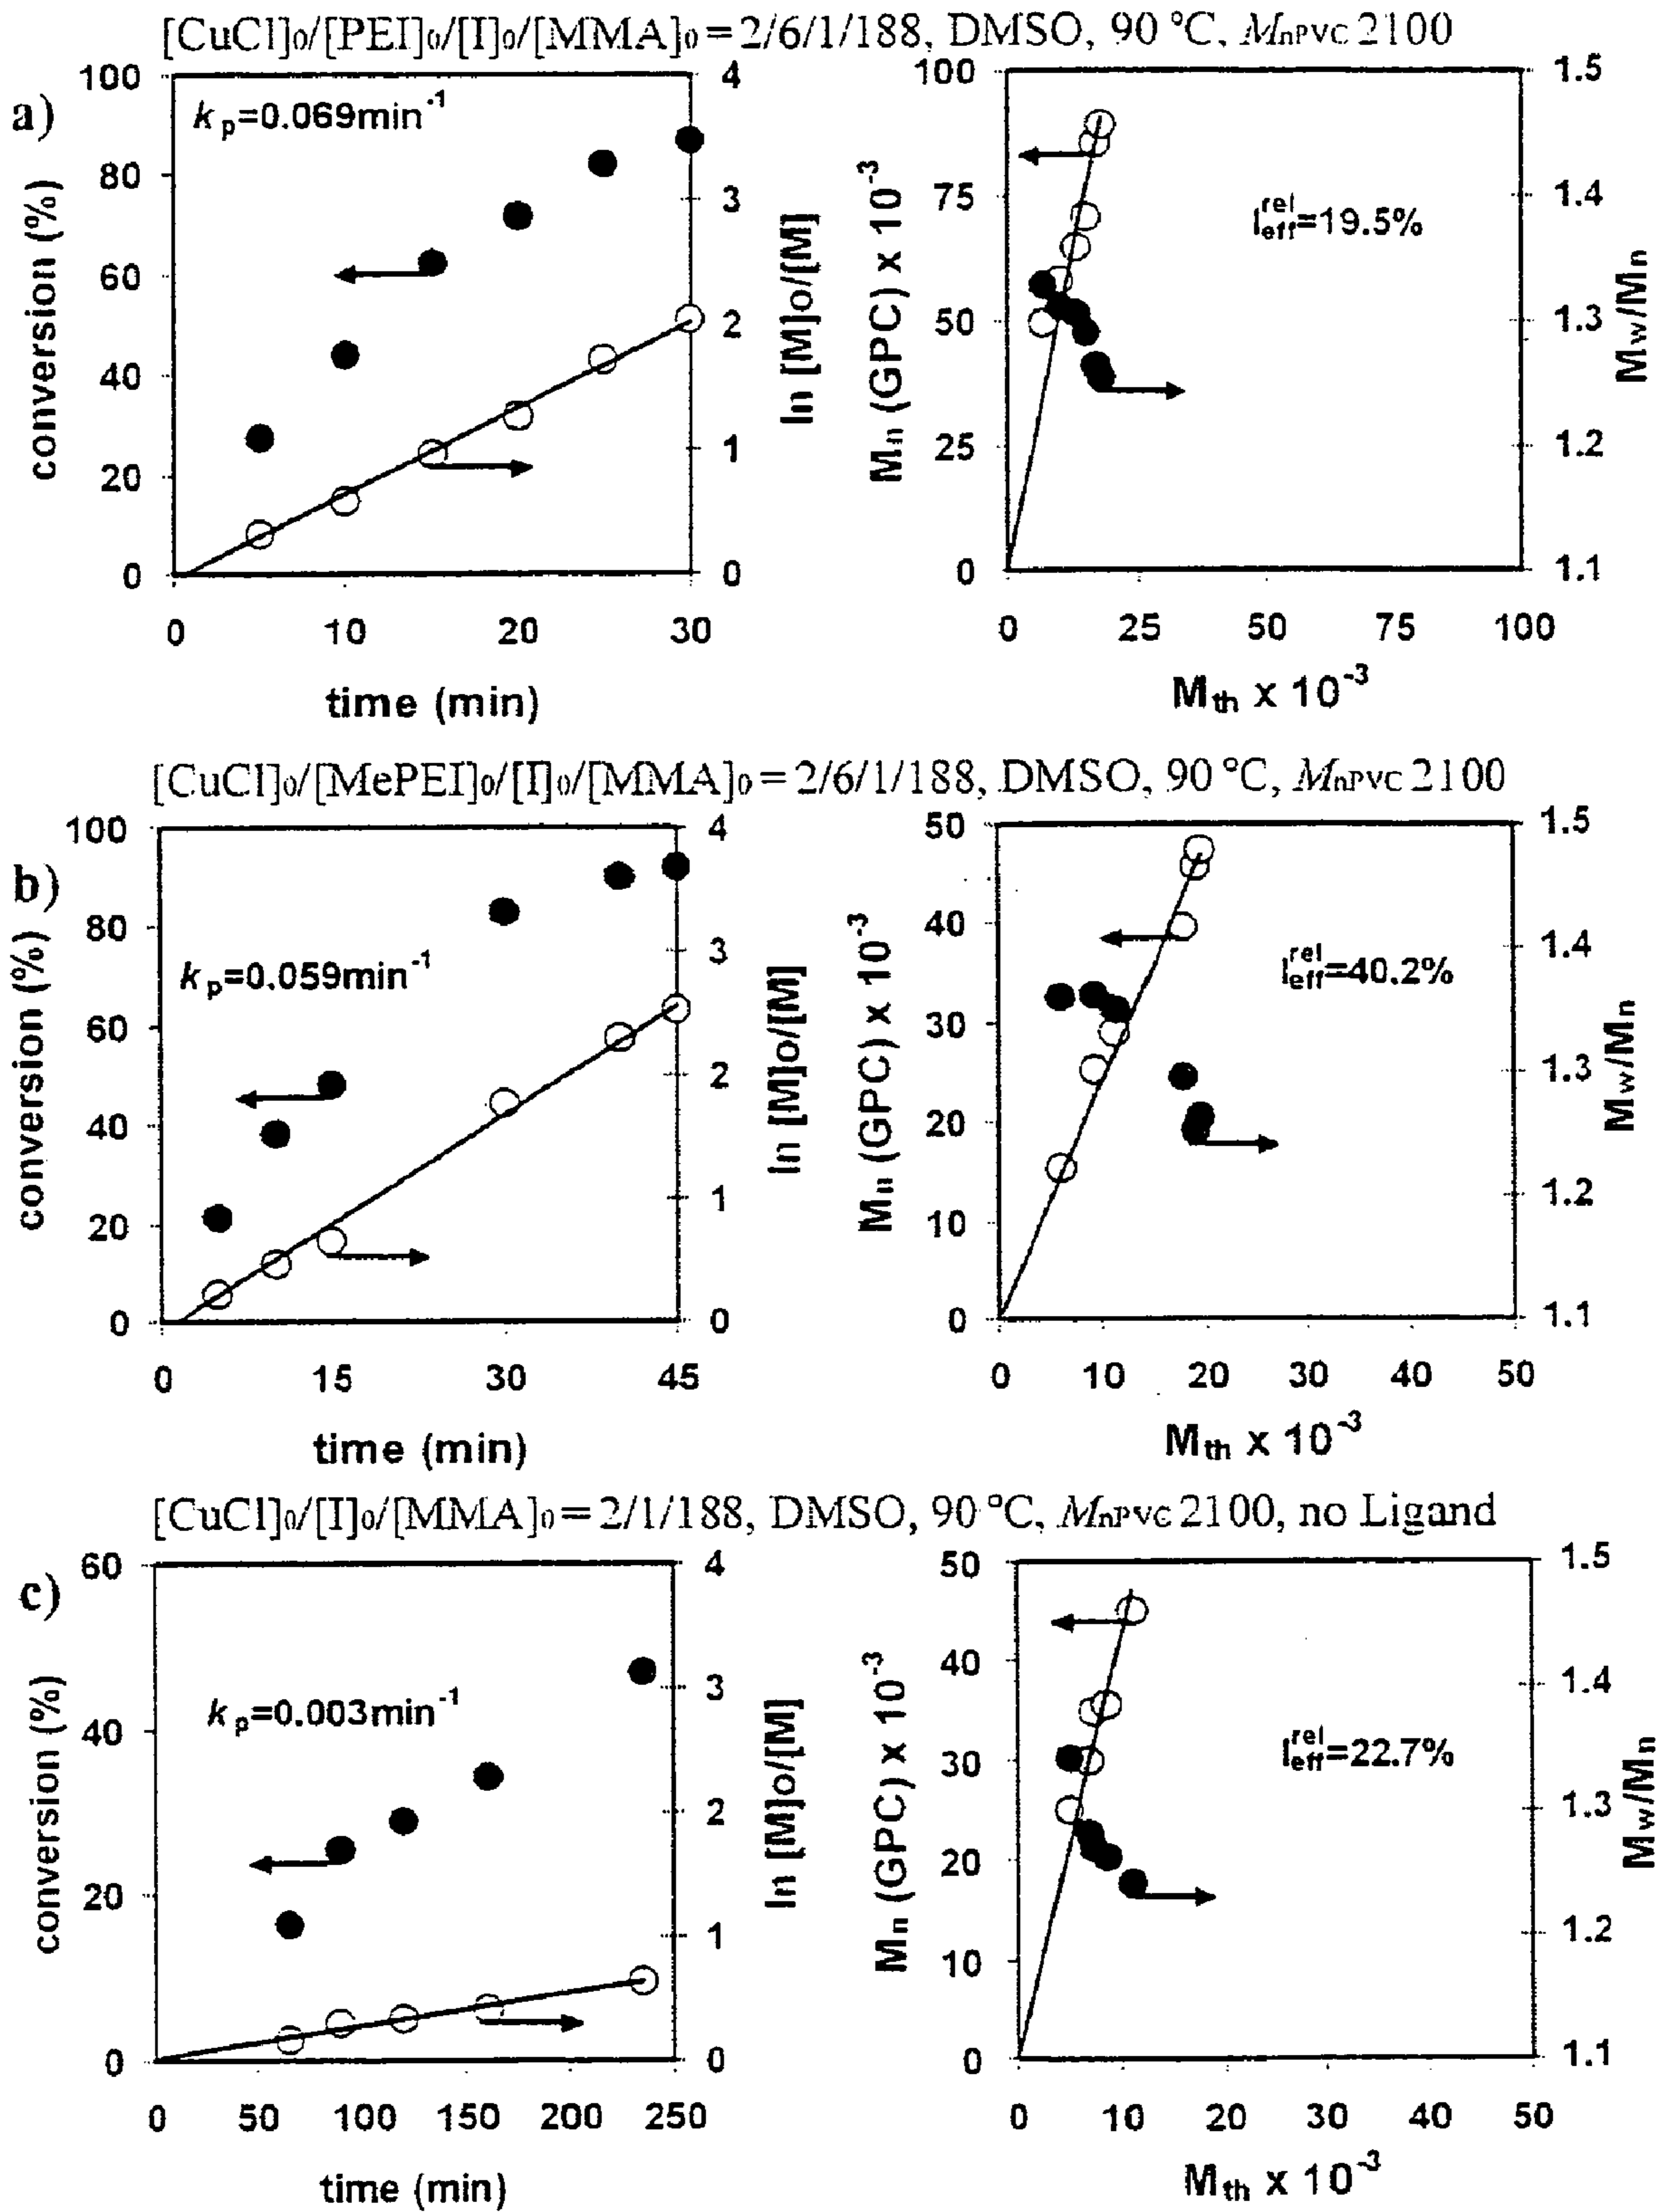 [CuCl]₀/[PEI]₀/[I]₀/[MMA]₀ = 2/6/1/188, DMSO, 90 °C, MnPVC 2100
a)
kp=0.069min⁻¹
conversion (%)
100
80
60
40
20
0
4
3
2
1
0
ln [M]o/[M]
0 10 20 30
time (min)
Mn (GPC) x 10⁻³
100
75
50
25
0
Ieff rel=19.5%
1.5
1.4
1.3
1.2
1.1
Mw/Mn
0 25 50 75 100
Mth x 10⁻³
[CuCl]₀/[MePEI]₀/[I]₀/[MMA]₀ = 2/6/1/188, DMSO, 90 °C, MnPVC 2100
b)
kp=0.059min⁻¹
conversion (%)
100
80
60
40
20
0
4
3
2
1
0
ln [M]o/[M]
0 15 30 45
time (min)
Mn (GPC) x 10⁻³
50
40
30
20
10
0
Ieff rel=40.2%
1.5
1.4
1.3
1.2
1.1
Mw/Mn
0 10 20 30 40 50
Mth x 10⁻³
[CuCl]₀/[I]₀/[MMA]₀ = 2/1/188, DMSO, 90 °C, MnPVC 2100, no Ligand
c)
kp=0.003min⁻¹
conversion (%)
60
40
20
0
4
3
2
1
0
ln [M]o/[M]
0 50 100 150 200 250
time (min)
Mn (GPC) x 10⁻³
50
40
30
20
10
0
Ieff rel=22.7%
1.5
1.4
1.3
1.2
1.1
Mw/Mn
0 10 20 30 40 50
Mth x 10⁻³